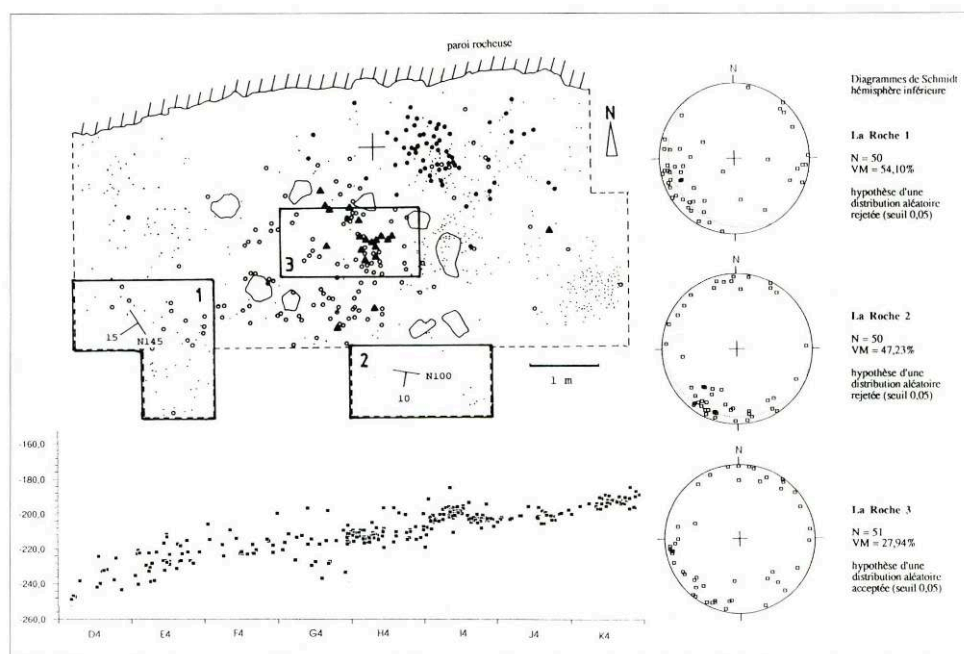 paroi rocheuse
N
3
1
15
N145
2
N100
10
1 m
N
Diagrammes de Schmidt
hémisphère inférieure
La Roche 1
N = 50
VM = 54,10%
hypothèse d'une
distribution aléatoire
rejetée (seuil 0,05)
N
La Roche 2
N = 50
VM = 47,23%
hypothèse d'une
distribution aléatoire
rejetée (seuil 0,05)
N
La Roche 3
N = 51
VM = 27,94%
hypothèse d'une
distribution aléatoire
acceptée (seuil 0,05)
-160,0
-180,0
-200,0
-220,0
-240,0
-260,0
D4 E4 F4 G4 H4 I4 J4 K4